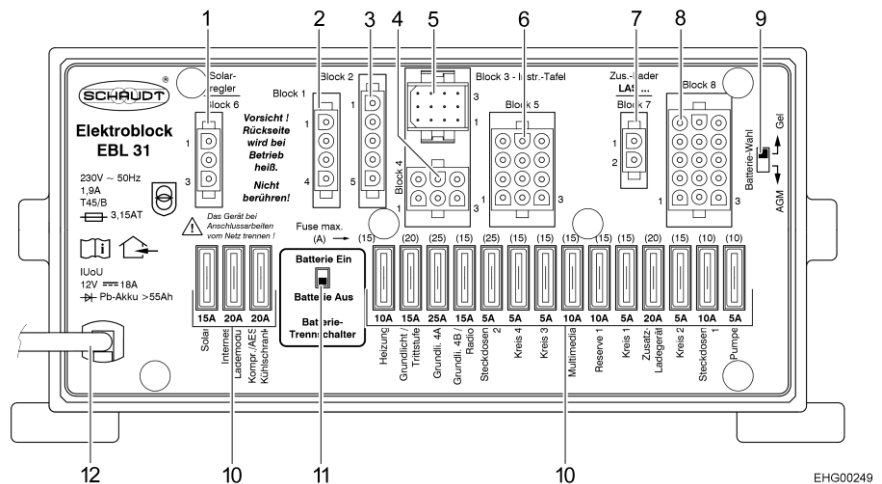 1
2
3
4
5
6
7
8
9
Solar-
regler
Block 6
1
3
Block 1
1
4
Block 2
1
5
Block 3 - Instr.-Tafel
3
1
Block 4
1
3
Block 5
1
3
Zus.-Lader
LAS ...
Block 7
1
2
Block 8
1
3
Batterie-Wahl
Gel
AGM
SCHAUDT
Elektroblock
EBL 31
230V ~ 50Hz
1,9A
T45/B
3,15AT
i
IUoU
12V 18A
Pb-Akku >55Ah
Vorsicht !
Rückseite
wird bei
Betrieb
heiß.
Nicht
berühren!
Das Gerät bei
Anschlussarbeiten
vom Netz trennen !
Fuse max.
(A) → (15) (20) (25) (15) (25) (15) (15) (10) (15) (15) (20) (15) (10) (10)
Batterie Ein
Batterie Aus
Batterie-
Trennschalter
15A 20A 20A
Solar
Internes
Lademodul
Kompr./AES
Kühlschrank
10A 15A 25A 15A 5A 5A 5A 10A 10A 5A 20A 5A 10A 5A
Heizung
Grundlicht /
Trittstufe
Grundli. 4A
Grundli. 4B /
Radio
Steckdosen
2
Kreis 4
Kreis 3
Multimedia
Reserve 1
Kreis 1
Zusatz-
Ladegerät
Kreis 2
Steckdosen
1
Pumpe
12
10
11
10
EHG00249